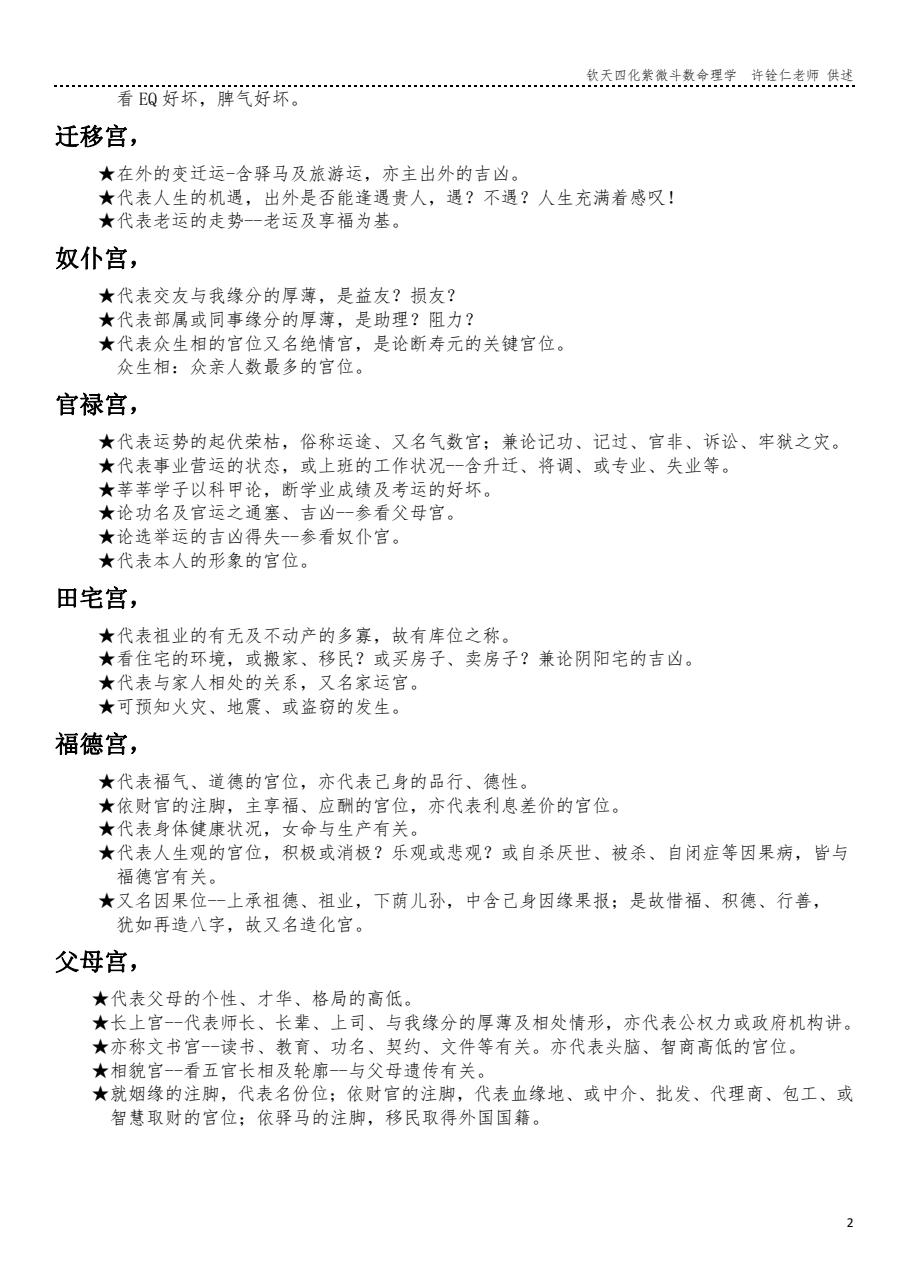 钦天四化紫微斗数命理学 许铨仁老师 供述
看 EQ 好坏，脾气好坏。
迁移宫，
★在外的变迁运-含驿马及旅游运，亦主出外的吉凶。
★代表人生的机遇，出外是否能逢遇贵人，遇？不遇？人生充满着感叹！
★代表老运的走势--老运及享福为基。
奴仆宫，
★代表交友与我缘分的厚薄，是益友？损友？
★代表部属或同事缘分的厚薄，是助理？阻力？
★代表众生相的宫位又名绝情宫，是论断寿元的关键宫位。
众生相：众亲人数最多的宫位。
官禄宫，
★代表运势的起伏荣枯，俗称运途、又名气数宫；兼论记功、记过、官非、诉讼、牢狱之灾。
★代表事业营运的状态，或上班的工作状况--含升迁、将调、或专业、失业等。
★莘莘学子以科甲论，断学业成绩及考运的好坏。
★论功名及官运之通塞、吉凶--参看父母宫。
★论选举运的吉凶得失--参看奴仆宫。
★代表本人的形象的宫位。
田宅宫，
★代表祖业的有无及不动产的多寡，故有库位之称。
★看住宅的环境，或搬家、移民？或买房子、卖房子？兼论阴阳宅的吉凶。
★代表与家人相处的关系，又名家运宫。
★可预知火灾、地震、或盗窃的发生。
福德宫，
★代表福气、道德的宫位，亦代表己身的品行、德性。
★依财官的注脚，主享福、应酬的宫位，亦代表利息差价的宫位。
★代表身体健康状况，女命与生产有关。
★代表人生观的宫位，积极或消极？乐观或悲观？或自杀厌世、被杀、自闭症等因果病，皆与
福德宫有关。
★又名因果位--上承祖德、祖业，下荫儿孙，中含己身因缘果报；是故惜福、积德、行善，
犹如再造八字，故又名造化宫。
父母宫，
★代表父母的个性、才华、格局的高低。
★长上宫--代表师长、长辈、上司、与我缘分的厚薄及相处情形，亦代表公权力或政府机构讲。
★亦称文书宫--读书、教育、功名、契约、文件等有关。亦代表头脑、智商高低的宫位。
★相貌宫--看五官长相及轮廓--与父母遗传有关。
★就姻缘的注脚，代表名份位；依财官的注脚，代表血缘地、或中介、批发、代理商、包工、或
智慧取财的宫位；依驿马的注脚，移民取得外国国籍。
2